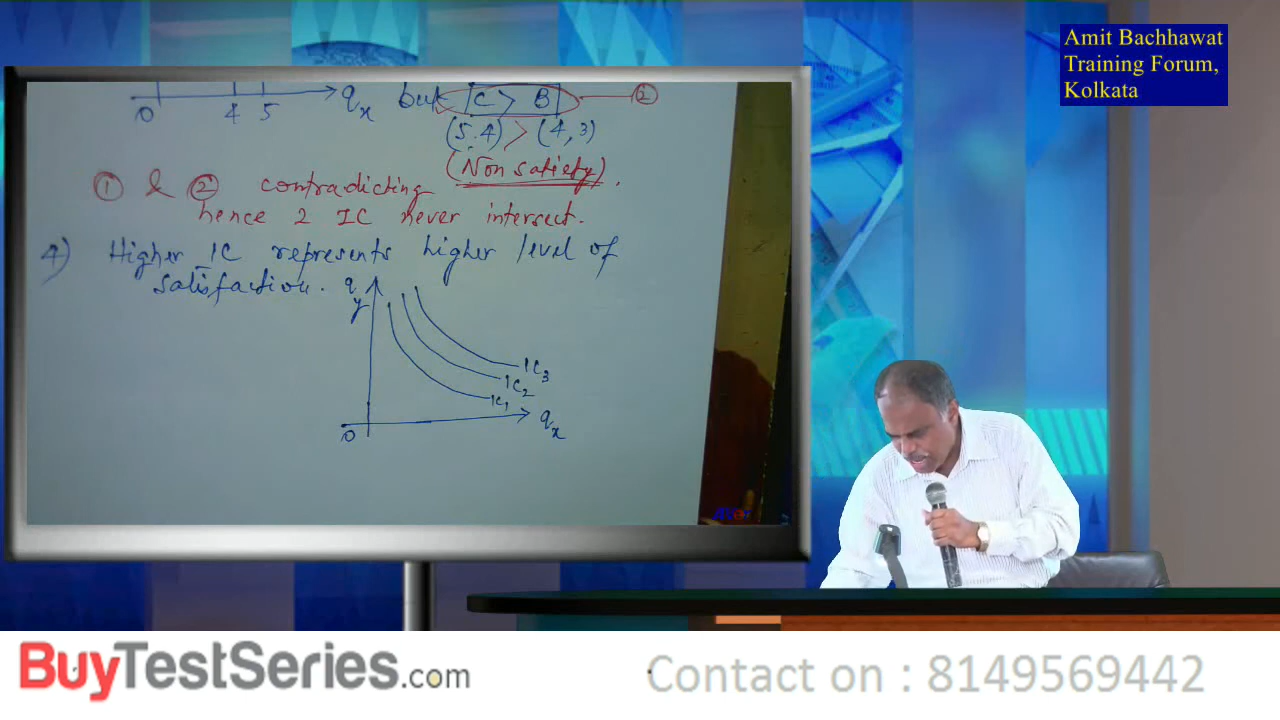 Amit Bachhawat
Training Forum,
Kolkata
0 4 5 qx but C > B ②
(5,4) > (4,3)
(Non satiety).
① & ② contradicting
hence 2 IC never intersect.
4) Higher IC represents higher level of
satisfaction.
qy
IC3
IC2
IC1
0 qx
BuyTestSeries.com
Contact on : 8149569442